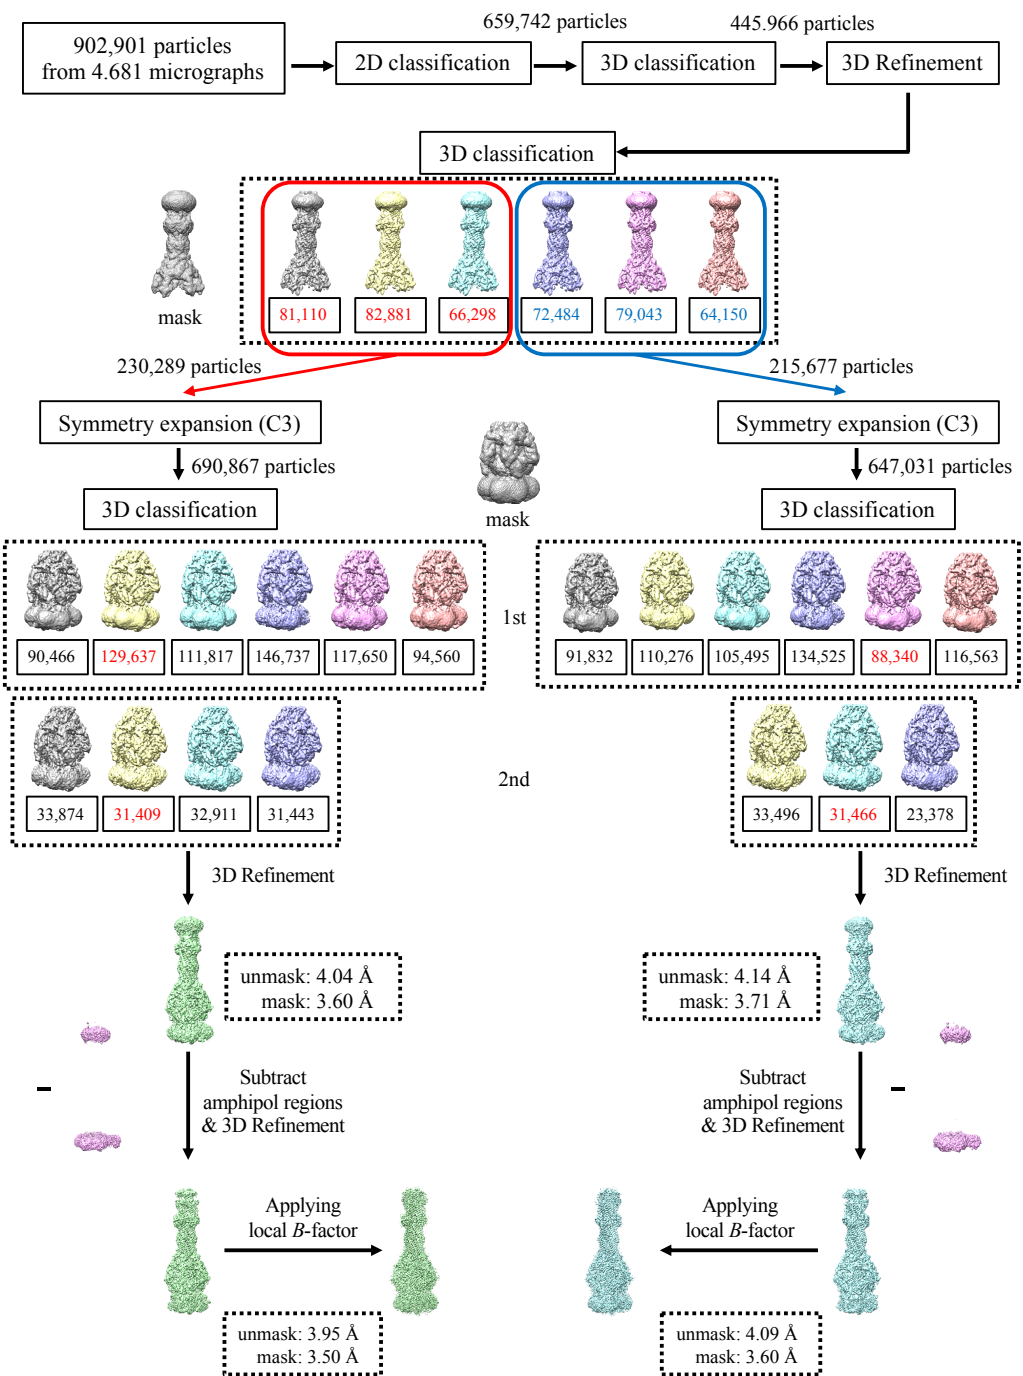 902,901 particles
from 4.681 micrographs
2D classification
659,742 particles
3D classification
445.966 particles
3D Refinement
3D classification
mask
81,110
82,881
66,298
72,484
79,043
64,150
230,289 particles
215,677 particles
Symmetry expansion (C3)
Symmetry expansion (C3)
690,867 particles
647,031 particles
mask
3D classification
3D classification
1st
90,466
129,637
111,817
146,737
117,650
94,560
91,832
110,276
105,495
134,525
88,340
116,563
2nd
33,874
31,409
32,911
31,443
33,496
31,466
23,378
3D Refinement
3D Refinement
unmask: 4.04 Å
mask: 3.60 Å
unmask: 4.14 Å
mask: 3.71 Å
Subtract
amphipol regions
& 3D Refinement
Subtract
amphipol regions
& 3D Refinement
Applying
local B-factor
Applying
local B-factor
unmask: 3.95 Å
mask: 3.50 Å
unmask: 4.09 Å
mask: 3.60 Å